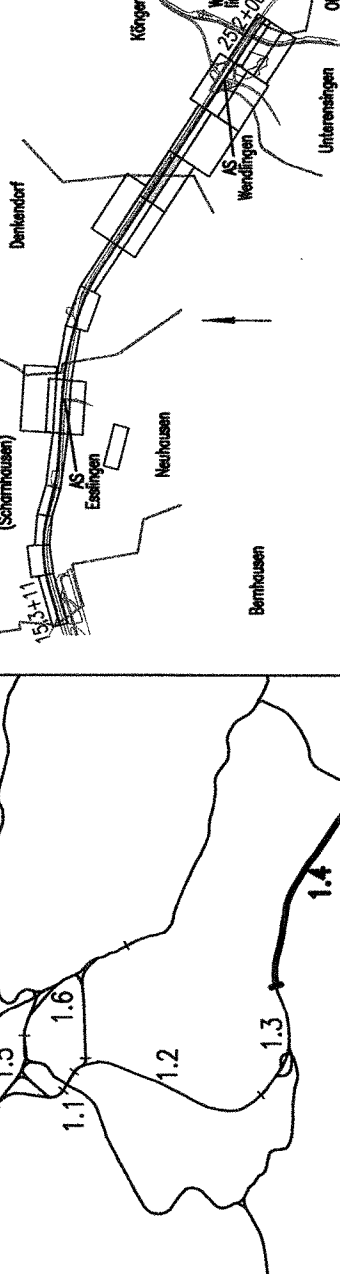 Denkendorf
(Scharnhausen)
AS
Esslingen
Neuhausen
Bernhausen
AS
Wendlingen
Unterensingen
15,3+11
1.1
1.2
1.3
1.4
1.6